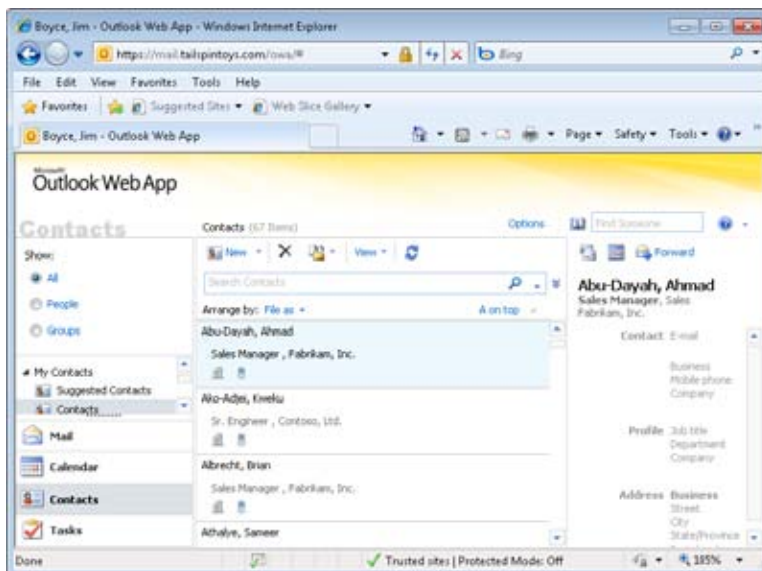 Boyce, Jim - Outlook Web App - Windows Internet Explorer
https://mail.tailspintoys.com/owa/#
Bing
File Edit View Favorites Tools Help
Favorites Suggested Sites Web Slice Gallery
Boyce, Jim - Outlook Web App
Page Safety Tools
Microsoft
Outlook Web App
Contacts
Contacts (67 Items)
Options
Find Someone
Show:
All
People
Groups
My Contacts
Suggested Contacts
Contacts
Mail
Calendar
Contacts
Tasks
New
View
Search Contacts
Arrange by: File as
A on top
Abu-Dayah, Ahmad
Sales Manager , Fabrikam, Inc.
Ako-Adjei, Kweku
Sr. Engineer , Contoso, Ltd.
Albrecht, Brian
Sales Manager , Fabrikam, Inc.
Athalye, Sameer
Forward
Abu-Dayah, Ahmad
Sales Manager, Sales
Fabrikam, Inc.
Contact E-mail
Business
Mobile phone
Company
Profile Job title
Department
Company
Address Business
Street
City
State/Province
Done
Trusted sites | Protected Mode: Off
185%